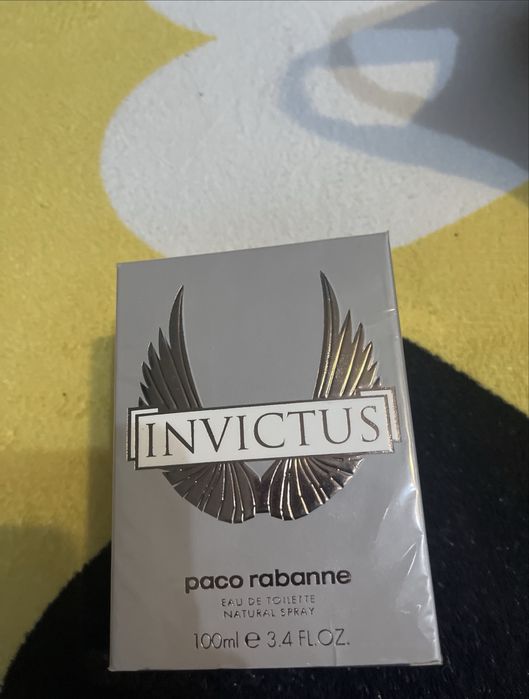 INVICTUS
paco rabanne
EAU DE TOILETTE
NATURAL SPRAY
100ml e 3.4 FL.OZ.